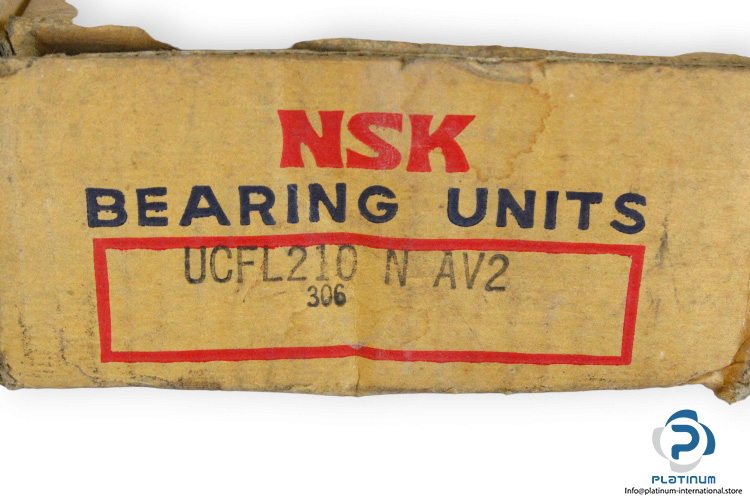 NSK
BEARING UNITS
UCFL210 N AV2
306
P
PLATINUM
Info@platinum-international.store